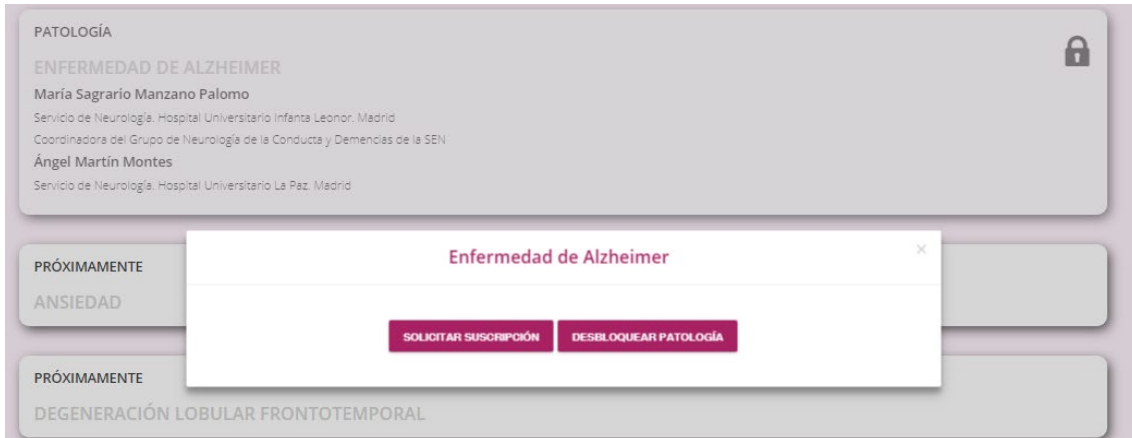 PATOLOGÍA
ENFERMEDAD DE ALZHEIMER
María Sagrario Manzano Palomo
Servicio de Neurología. Hospital Universitario Infanta Leonor. Madrid
Coordinadora del Grupo de Neurología de la Conducta y Demencias de la SEN
Ángel Martín Montes
Servicio de Neurología. Hospital Universitario La Paz. Madrid
PRÓXIMAMENTE
ANSIEDAD
Enfermedad de Alzheimer
×
SOLICITAR SUSCRIPCIÓN DESBLOQUEAR PATOLOGÍA
PRÓXIMAMENTE
DEGENERACIÓN LOBULAR FRONTOTEMPORAL